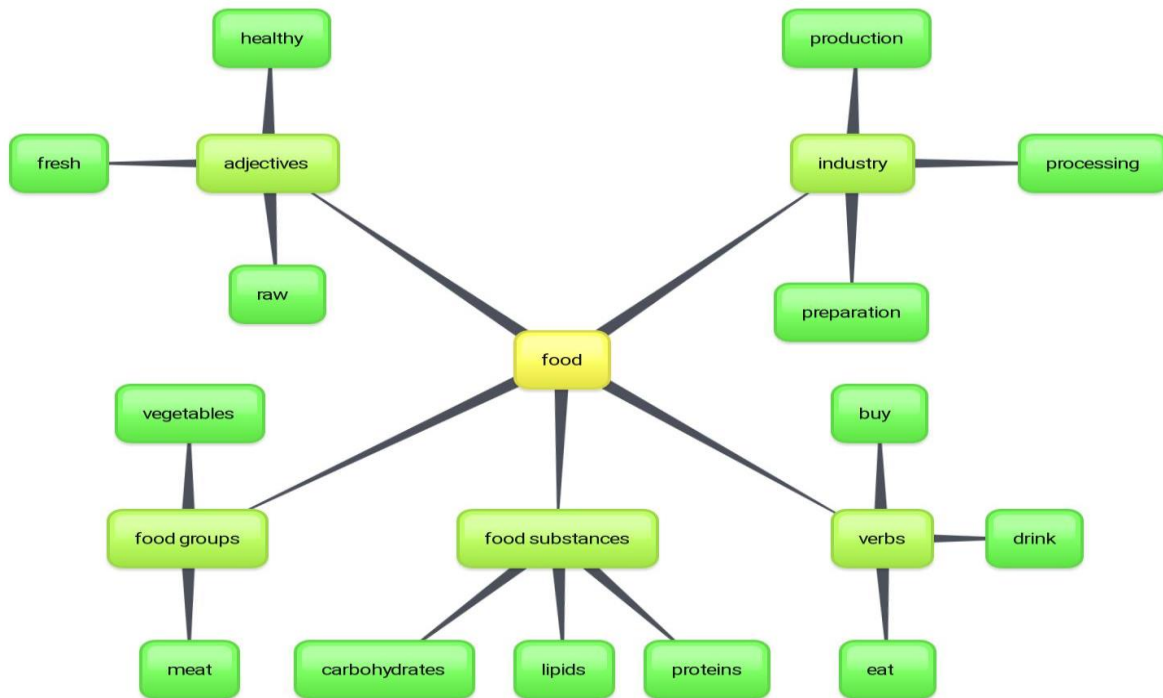 healthy
production
fresh
adjectives
industry
processing
raw
preparation
food
vegetables
buy
food groups
food substances
verbs
drink
meat
carbohydrates
lipids
proteins
eat